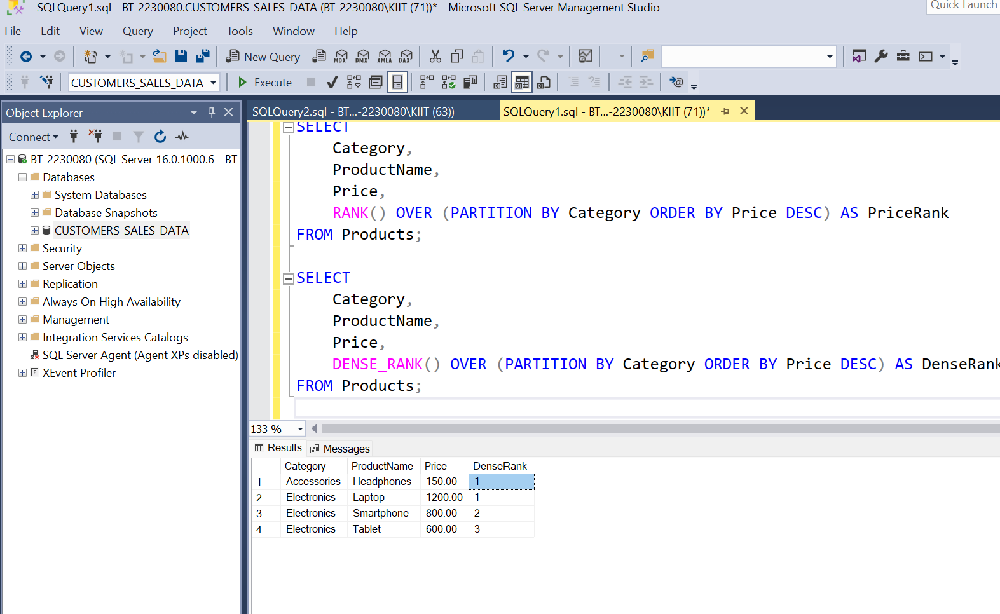 SQLQuery1.sql - BT-2230080.CUSTOMERS_SALES_DATA (BT-2230080\KIIT (71))* - Microsoft SQL Server Management Studio
Quick Launch
File Edit View Query Project Tools Window Help
New Query MDX DMX XMLA DAX
CUSTOMERS_SALES_DATA Execute
Object Explorer
Connect
BT-2230080 (SQL Server 16.0.1000.6 - BT-
Databases
System Databases
Database Snapshots
CUSTOMERS_SALES_DATA
Security
Server Objects
Replication
Always On High Availability
Management
Integration Services Catalogs
SQL Server Agent (Agent XPs disabled)
XEvent Profiler
SQLQuery2.sql - BT...-2230080\KIIT (63))
SQLQuery1.sql - BT...-2230080\KIIT (71))*
SELECT
Category,
ProductName,
Price,
RANK() OVER (PARTITION BY Category ORDER BY Price DESC) AS PriceRank
FROM Products;
SELECT
Category,
ProductName,
Price,
DENSE_RANK() OVER (PARTITION BY Category ORDER BY Price DESC) AS DenseRank
FROM Products;
133 %
Results Messages
Category ProductName Price DenseRank
1 Accessories Headphones 150.00 1
2 Electronics Laptop 1200.00 1
3 Electronics Smartphone 800.00 2
4 Electronics Tablet 600.00 3